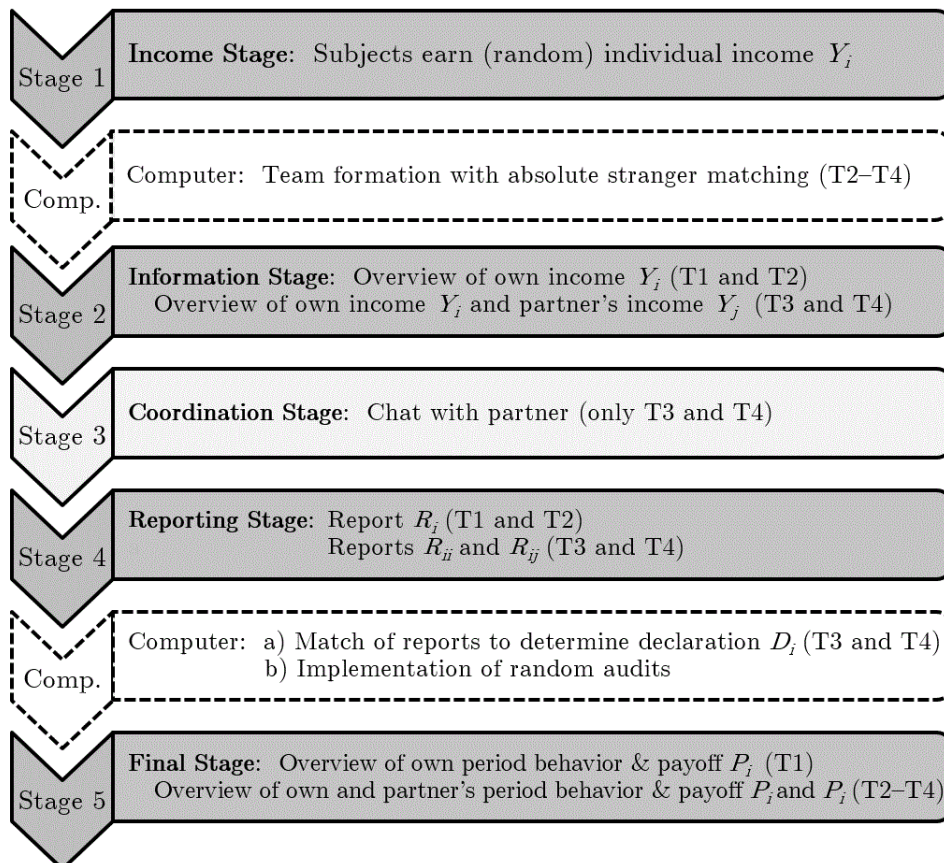 Stage 1
Income Stage: Subjects earn (random) individual income Y_i
Comp.
Computer: Team formation with absolute stranger matching (T2–T4)
Stage 2
Information Stage: Overview of own income Y_i (T1 and T2)
Overview of own income Y_i and partner's income Y_j (T3 and T4)
Stage 3
Coordination Stage: Chat with partner (only T3 and T4)
Stage 4
Reporting Stage: Report R_i (T1 and T2)
Reports R_ii and R_ij (T3 and T4)
Comp.
Computer: a) Match of reports to determine declaration D_i (T3 and T4)
b) Implementation of random audits
Stage 5
Final Stage: Overview of own period behavior & payoff P_i (T1)
Overview of own and partner's period behavior & payoff P_i and P_i (T2–T4)